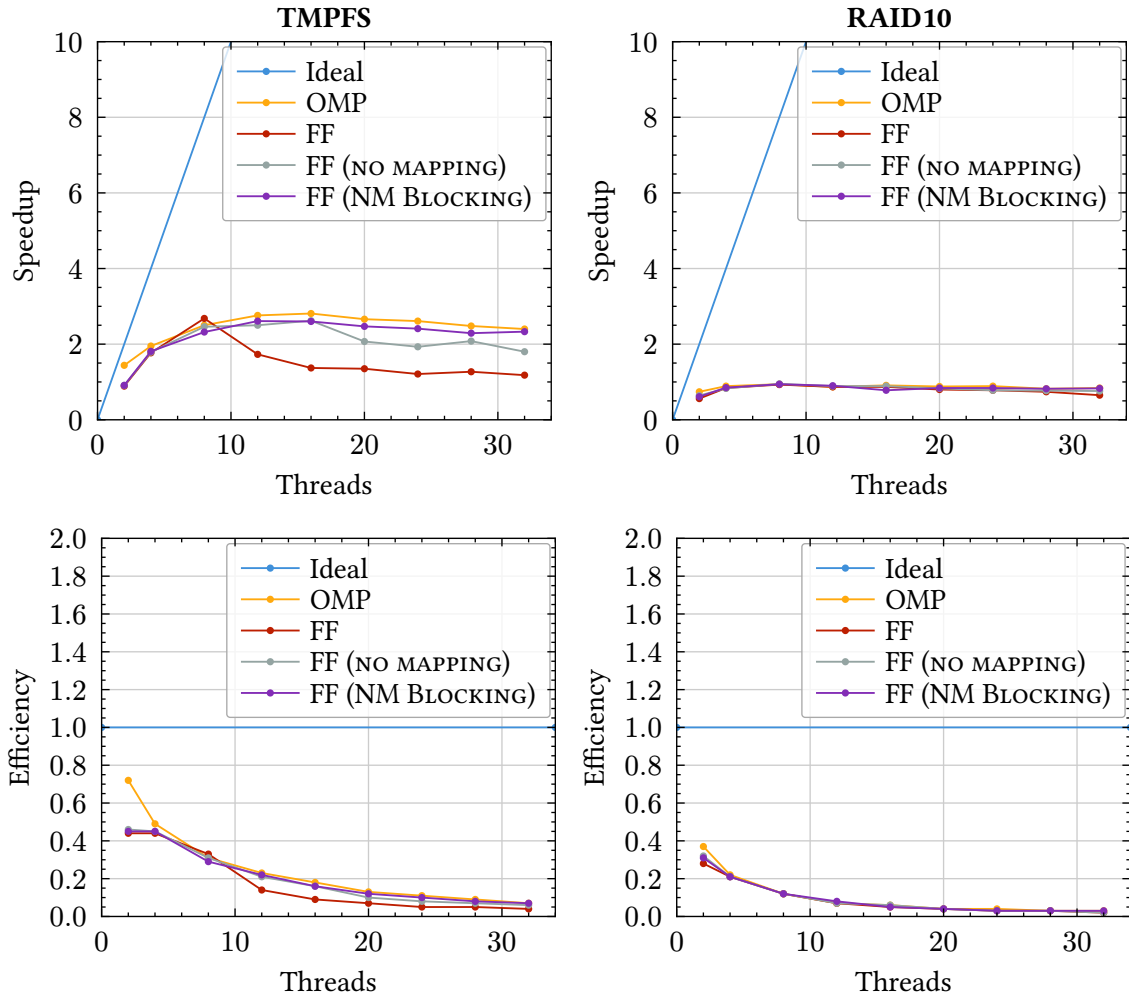 TMPFS
10
8
6
4
2
0
Speedup
Ideal
OMP
FF
FF (NO MAPPING)
FF (NM BLOCKING)
0 10 20 30
Threads
RAID10
10
8
6
4
2
0
Speedup
Ideal
OMP
FF
FF (NO MAPPING)
FF (NM BLOCKING)
0 10 20 30
Threads
2.0
1.8
1.6
1.4
1.2
1.0
0.8
0.6
0.4
0.2
0.0
Efficiency
Ideal
OMP
FF
FF (NO MAPPING)
FF (NM BLOCKING)
0 10 20 30
Threads
2.0
1.8
1.6
1.4
1.2
1.0
0.8
0.6
0.4
0.2
0.0
Efficiency
Ideal
OMP
FF
FF (NO MAPPING)
FF (NM BLOCKING)
0 10 20 30
Threads